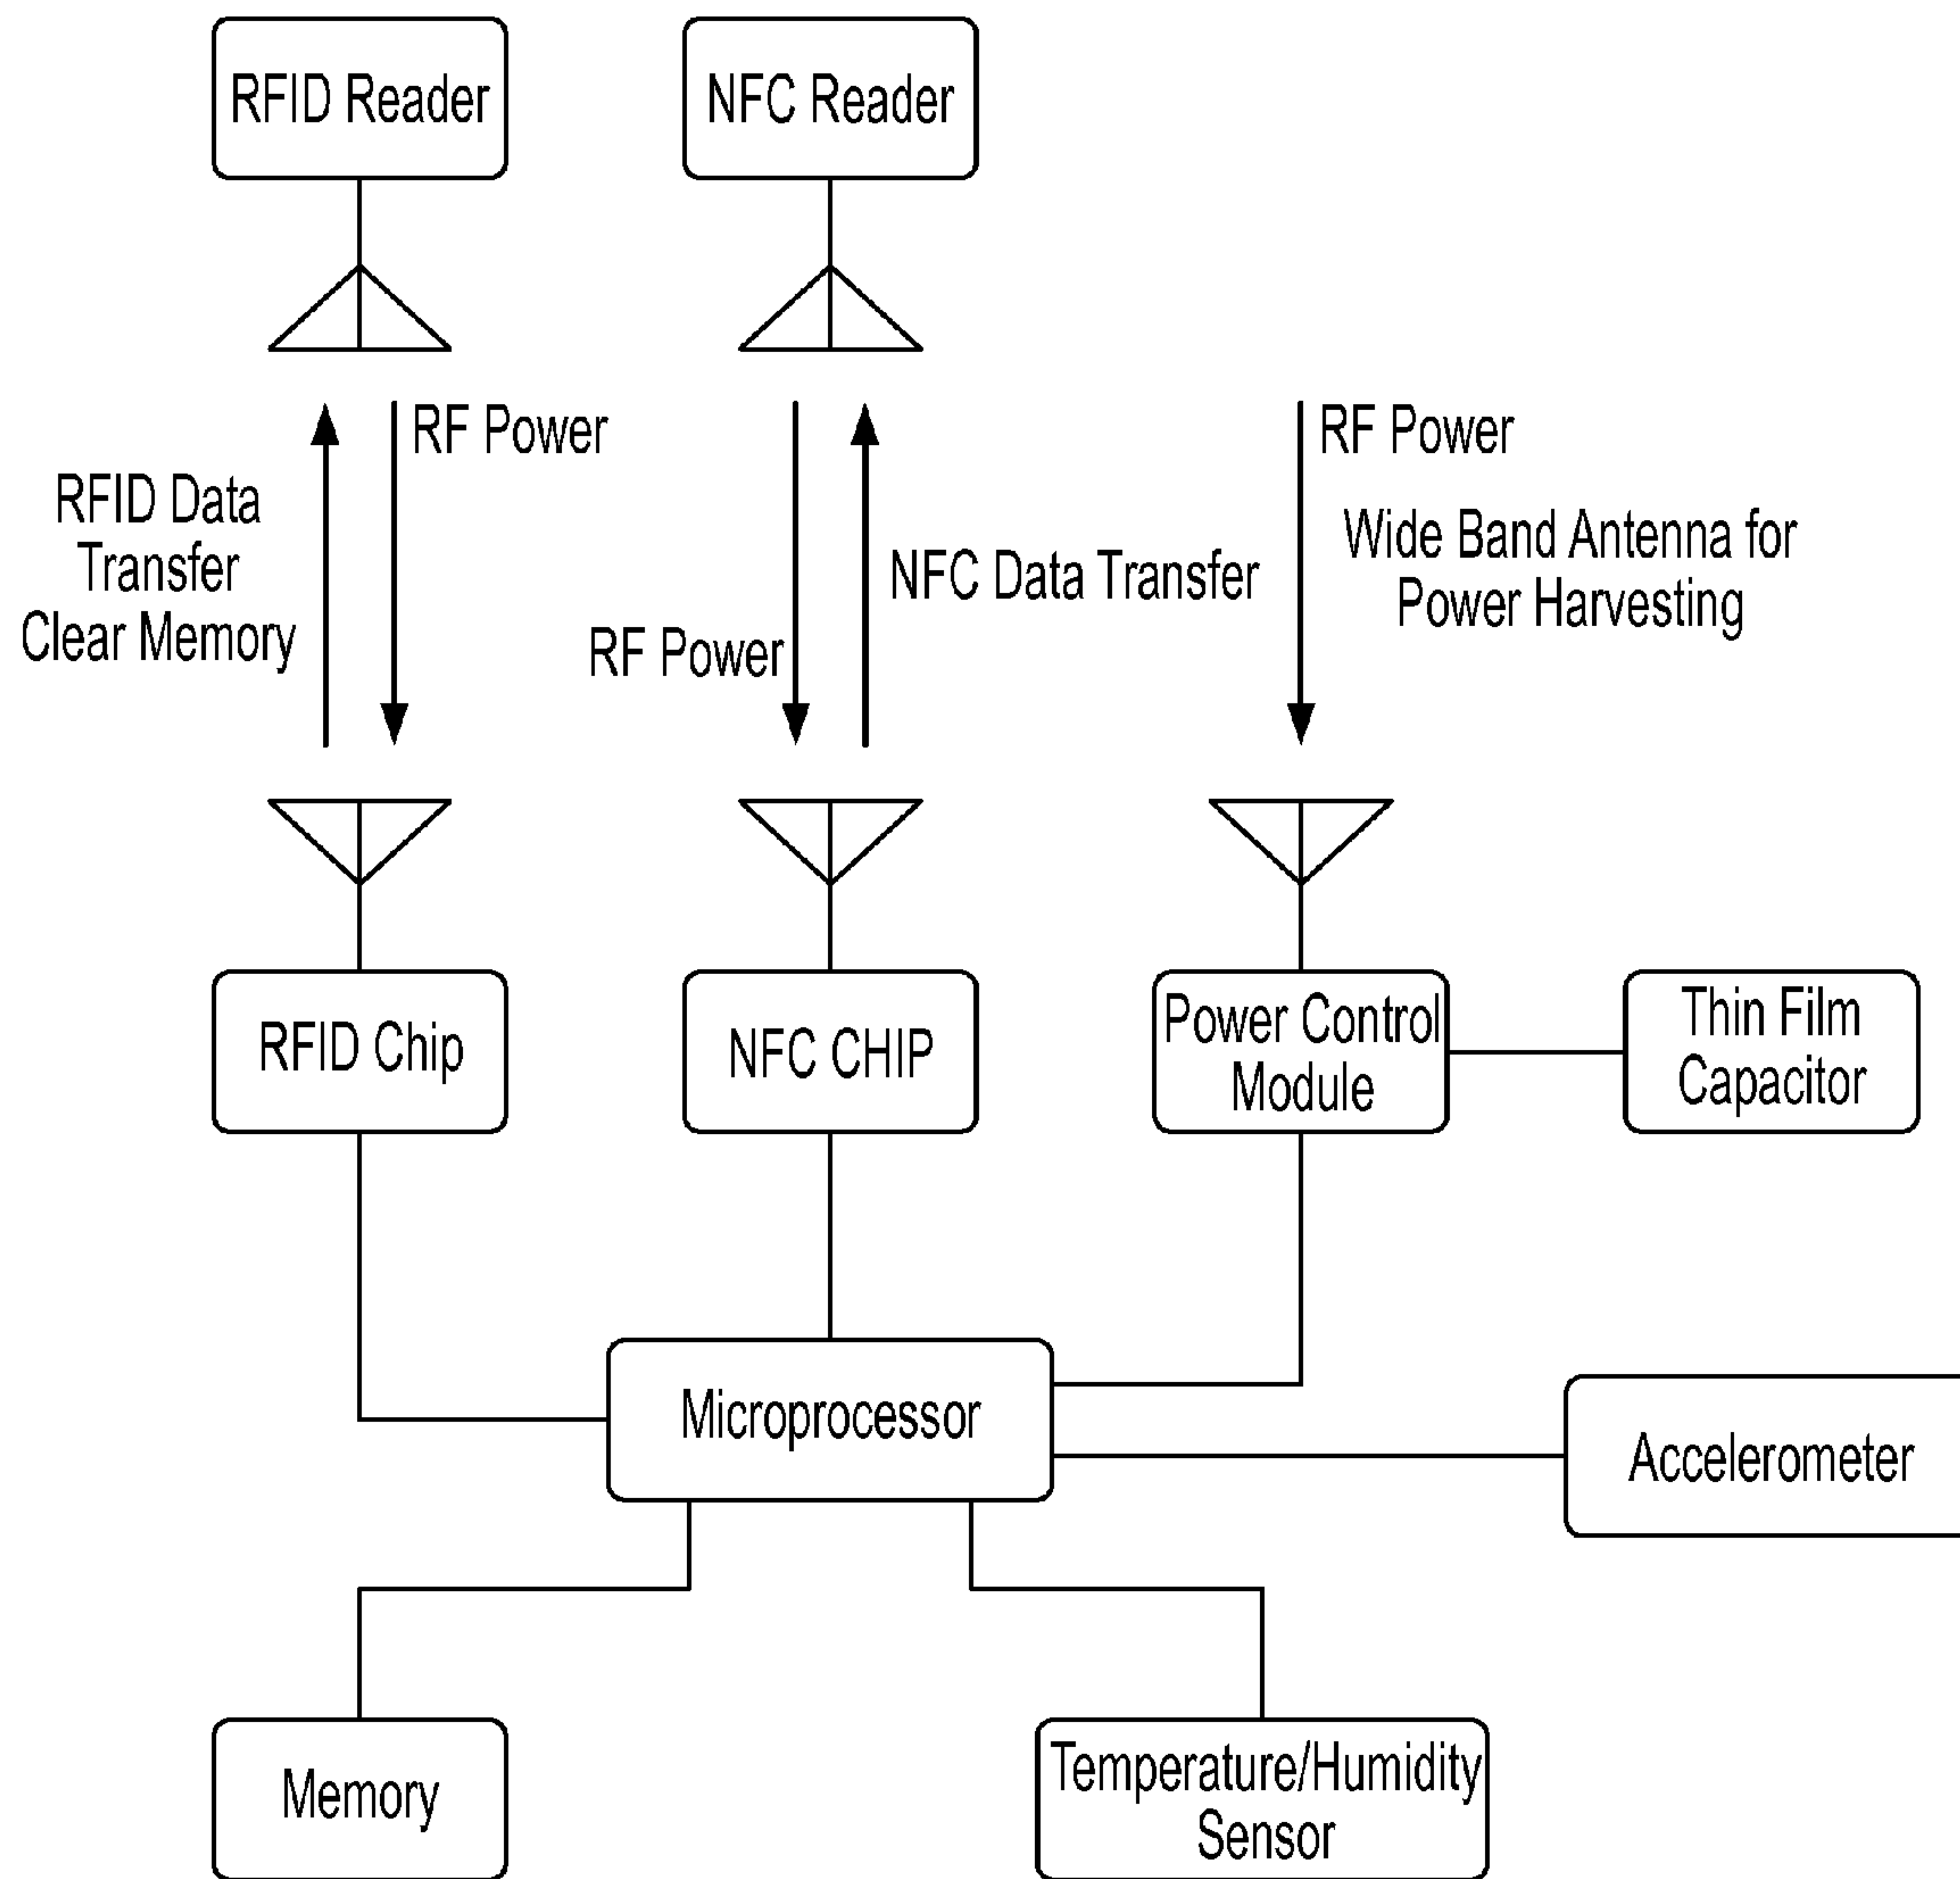 RFID Reader
NFC Reader
RF Power
RFID Data
Transfer
Clear Memory
RF Power
NFC Data Transfer
RF Power
Wide Band Antenna for
Power Harvesting
RFID Chip
NFC CHIP
Power Control
Module
Thin Film
Capacitor
Microprocessor
Accelerometer
Memory
Temperature/Humidity
Sensor